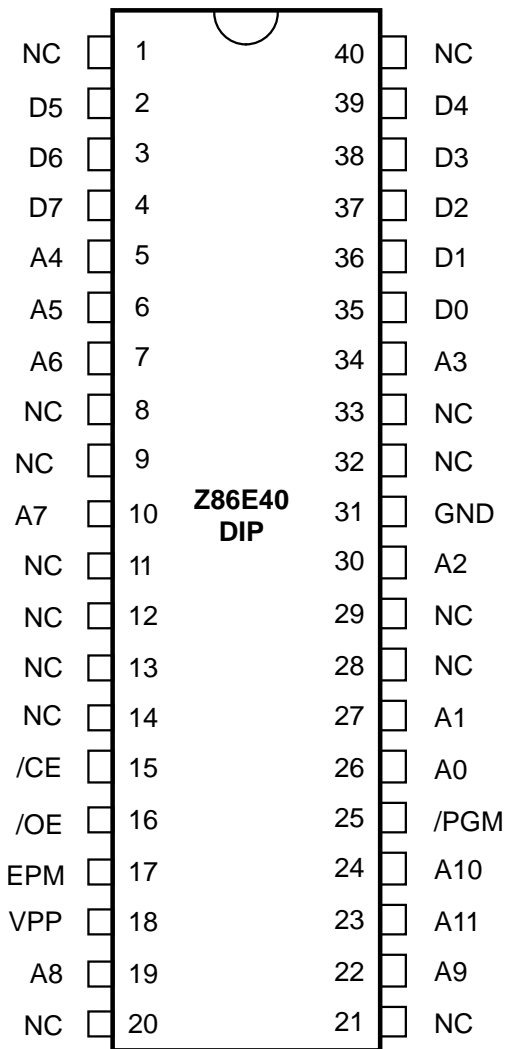 NC 1 40 NC
D5 2 39 D4
D6 3 38 D3
D7 4 37 D2
A4 5 36 D1
A5 6 35 D0
A6 7 34 A3
NC 8 33 NC
NC 9 32 NC
A7 10 Z86E40 31 GND
DIP
NC 11 30 A2
NC 12 29 NC
NC 13 28 NC
NC 14 27 A1
/CE 15 26 A0
/OE 16 25 /PGM
EPM 17 24 A10
VPP 18 23 A11
A8 19 22 A9
NC 20 21 NC